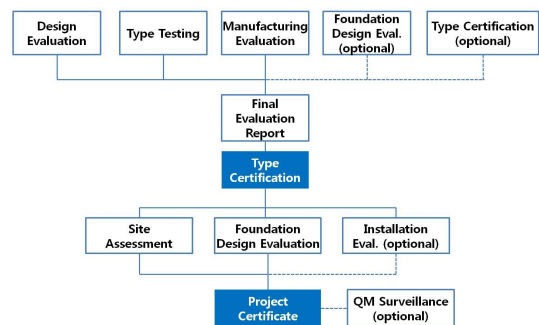 Design
Evaluation
Type Testing
Manufacturing
Evaluation
Foundation
Design Eval.
(optional)
Type Certification
(optional)
Final
Evaluation
Report
Type
Certification
Site
Assessment
Foundation
Design Evaluation
Installation
Eval. (optional)
Project
Certificate
QM Surveillance
(optional)